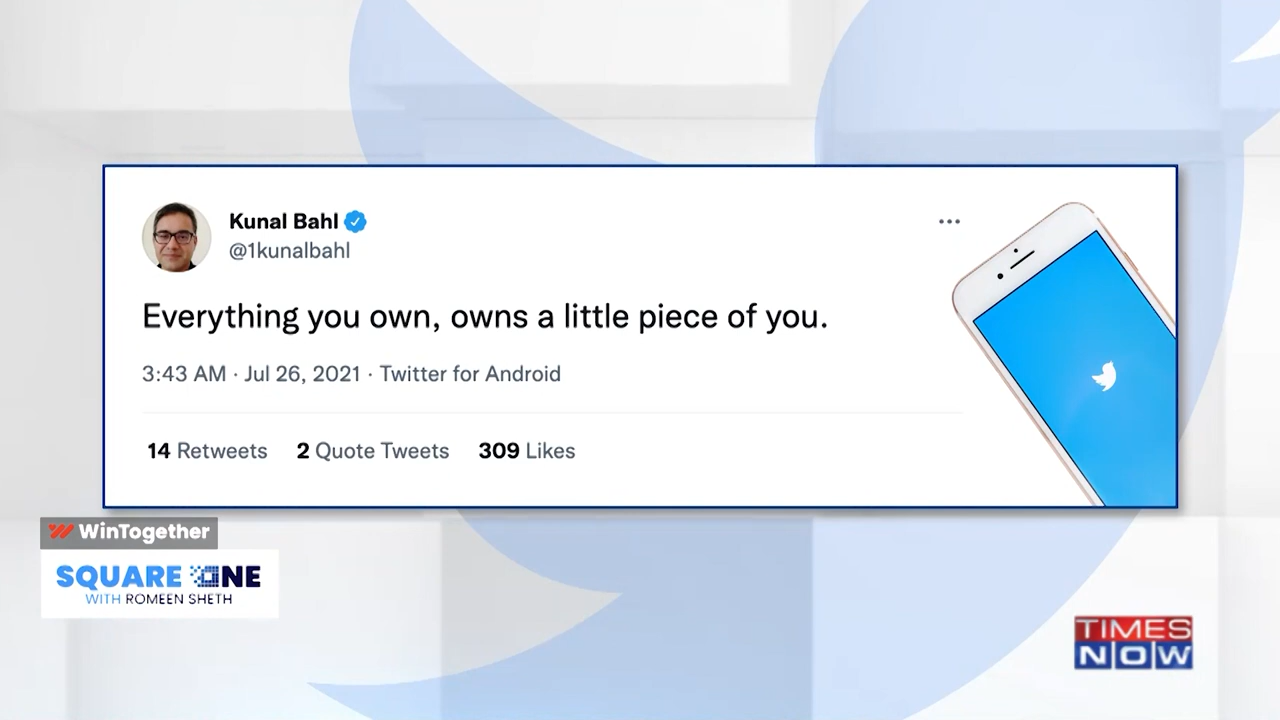 Kunal Bahl
@1kunalbahl
Everything you own, owns a little piece of you.
3:43 AM · Jul 26, 2021 · Twitter for Android
14 Retweets 2 Quote Tweets 309 Likes
WinTogether
SQUARE ONE
WITH ROMEEN SHETH
TIMES
NOW